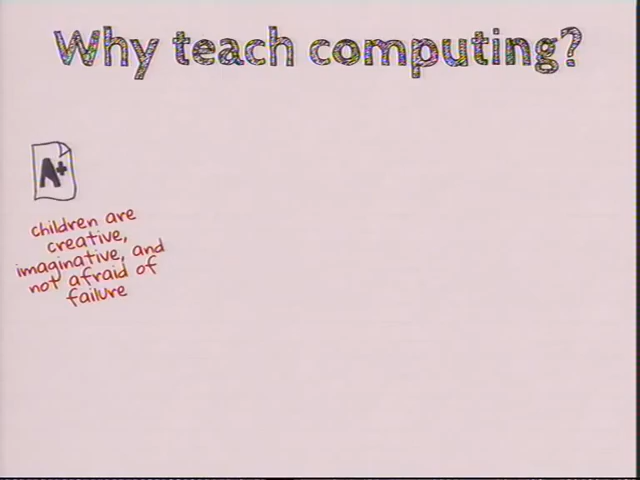 Why teach computing?
A+
children are
creative,
imaginative, and
not afraid of
failure